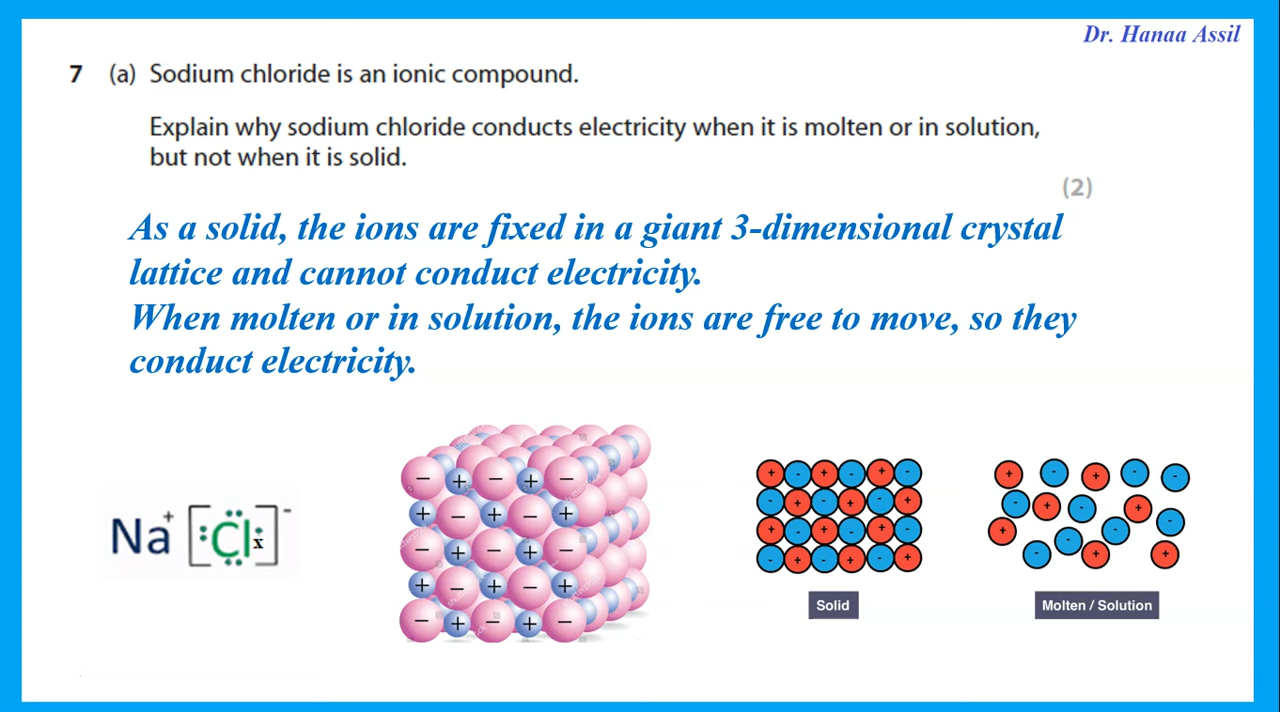 Dr. Hanaa Assil
7 (a) Sodium chloride is an ionic compound.
Explain why sodium chloride conducts electricity when it is molten or in solution,
but not when it is solid.
(2)
As a solid, the ions are fixed in a giant 3-dimensional crystal
lattice and cannot conduct electricity.
When molten or in solution, the ions are free to move, so they
conduct electricity.
Na+ [Cl x]-
− + − + −
+ − + − +
− + − + −
+ − + − +
− + − + −
+ - + - + -
- + - + - +
+ - + - + -
- + - + - +
+ - + - -
- + - + -
+ - + - - +
Solid
Molten / Solution